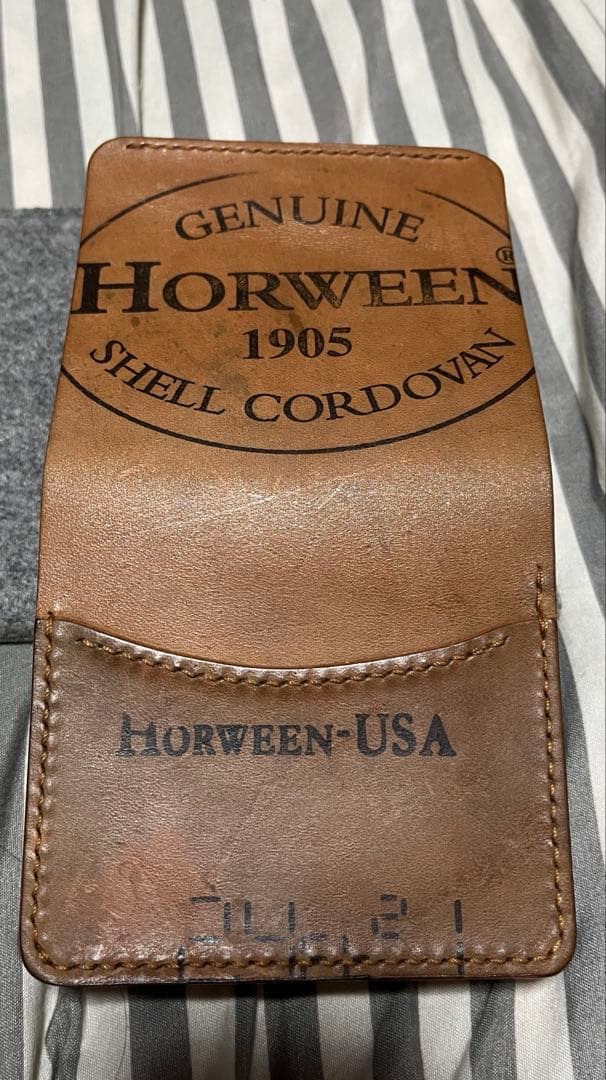 GENUINE
HORWEEN®
1905
SHELL CORDOVAN
HORWEEN-USA